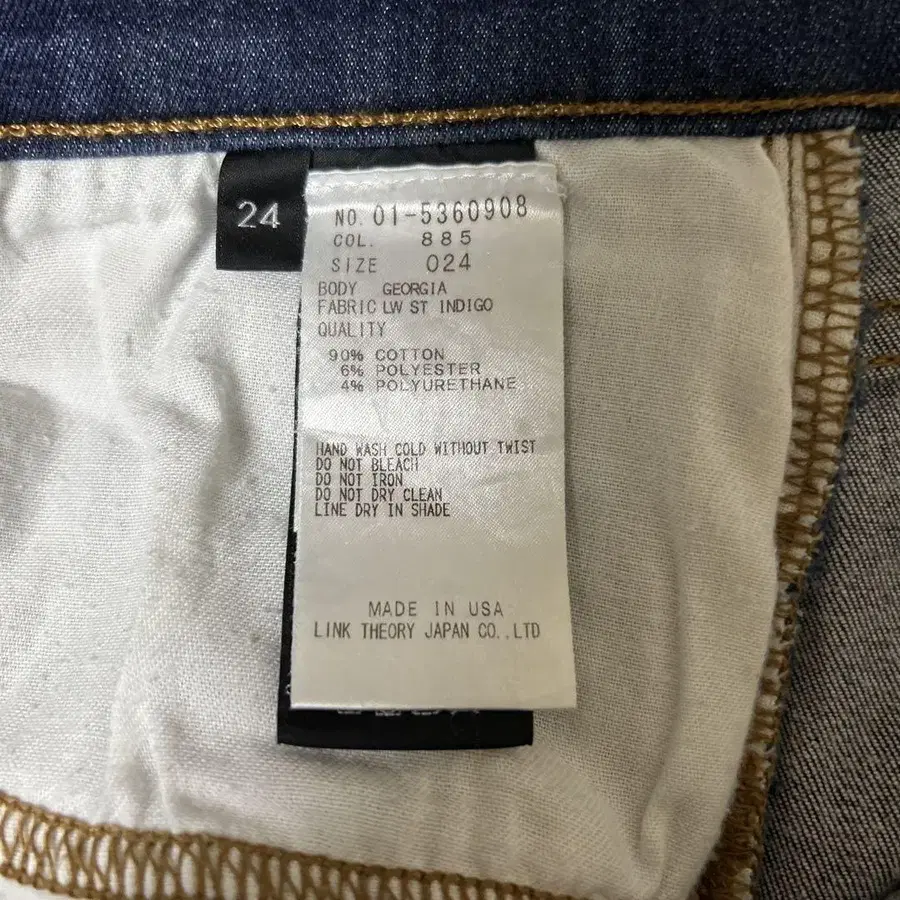 24
NO. 01-5360908
COL. 885
SIZE 024
BODY GEORGIA
FABRIC LW ST INDIGO
QUALITY
90% COTTON
6% POLYESTER
4% POLYURETHANE
HAND WASH COLD WITHOUT TWIST
DO NOT BLEACH
DO NOT IRON
DO NOT DRY CLEAN
LINE DRY IN SHADE
MADE IN USA
LINK THEORY JAPAN CO.,LTD